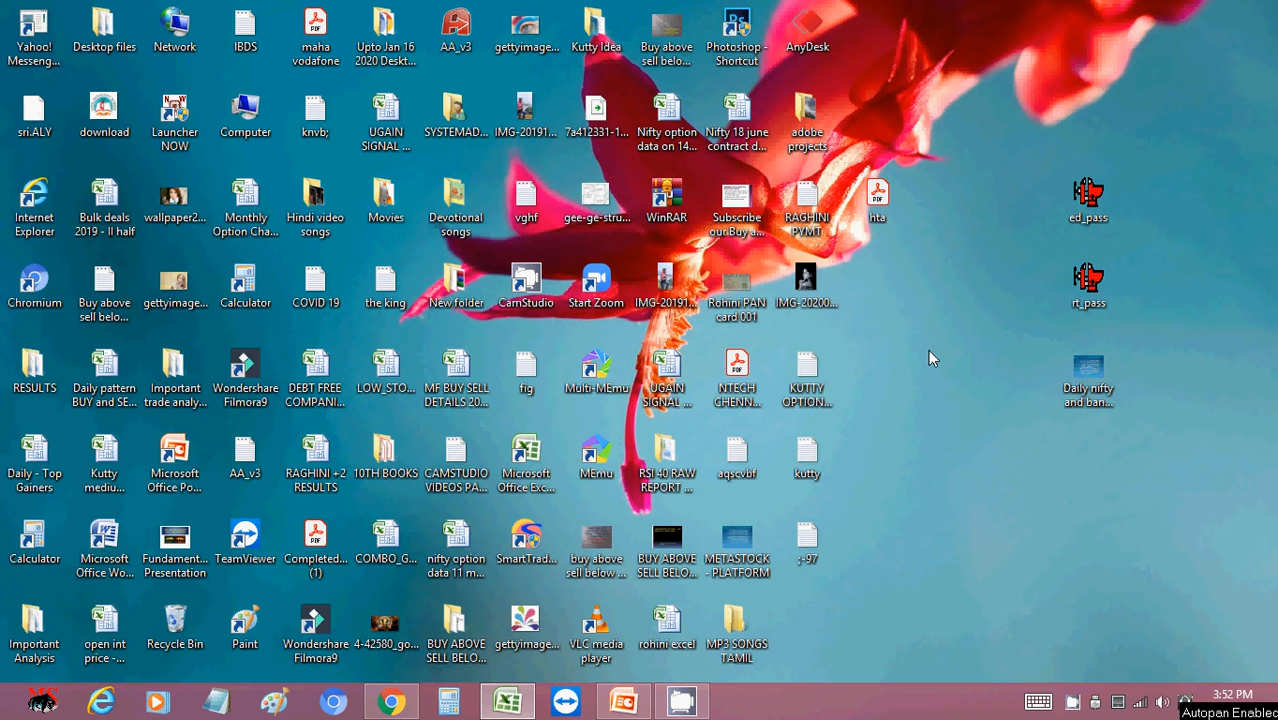 Yahoo!
Messeng...
Desktop files
Network
IBDS
maha
vodafone
Upto Jan 16
2020 Deskt...
AA_v3
gettyimage...
Kutty Idea
Buy above
sell belo...
Photoshop -
Shortcut
AnyDesk
sri.ALY
download
Launcher
NOW
Computer
knvb;
UGAIN
SIGNAL ...
SYSTEMAD...
IMG-20191...
7a412331-1...
Nifty option
data on 14...
Nifty 18 june
contract d...
adobe
projects
Internet
Explorer
Bulk deals
2019 - II half
wallpaper2...
Monthly
Option Cha...
Hindi video
songs
Movies
Devotional
songs
vghf
gee-ge-stru...
WinRAR
Subscribe
our Buy a...
RAGHINI
PYMT
hta
ed_pass
Chromium
Buy above
sell belo...
gettyimage...
Calculator
COVID 19
the king
New folder
CamStudio
Start Zoom
IMG-20191...
Rohini PAN
card 001
IMG-20200...
rt_pass
RESULTS
Daily pattern
BUY and SE...
Important
trade analy...
Wondershare
Filmora9
DEBT FREE
COMPANI...
LOW_STO...
MF BUY SELL
DETAILS 20...
fig
Multi-MEmu
UGAIN
SIGNAL ...
NTECH
CHENN...
KUTTY
OPTION...
Daily nifty
and ban...
Daily - Top
Gainers
Kutty
mediu...
Microsoft
Office Po...
AA_v3
RAGHINI +2
RESULTS
10TH BOOKS
CAMSTUDIO
VIDEOS PA...
Microsoft
Office Exc...
MEmu
RSI 40 RAW
REPORT ...
aqscvbf
kutty
Calculator
Microsoft
Office Wo...
Fundament...
Presentation
TeamViewer
Completed...
(1)
COMBO_G...
nifty option
data 11 m...
SmartTrad...
buy above
sell below ...
BUY ABOVE
SELL BELO...
METASTOCK
- PLATFORM
;-97
Important
Analysis
open int
price -...
Recycle Bin
Paint
Wondershare
Filmora9
4-42580_go...
BUY ABOVE
SELL BELO...
gettyimage...
VLC media
player
rohini excel
MP3 SONGS
TAMIL
MS
3:52 PM
Autopan Enabled